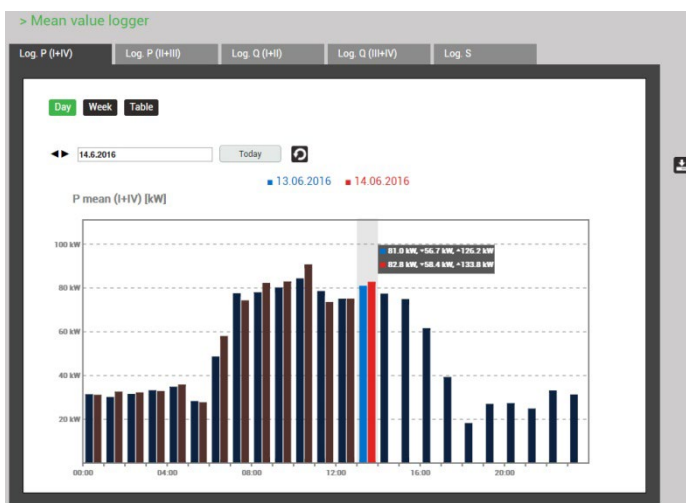 > Mean value logger
Log. P (I+IV) Log. P (II+III) Log. Q (I+II) Log. Q (III+IV) Log. S
Day Week Table
14.6.2016 Today
13.06.2016 14.06.2016
P mean (I+IV) [kW]
100 kW
81.0 kW, -56.7 kW, +126.2 kW
82.8 kW, -58.4 kW, +133.8 kW
80 kW
60 kW
40 kW
20 kW
00:00 04:00 08:00 12:00 16:00 20:00